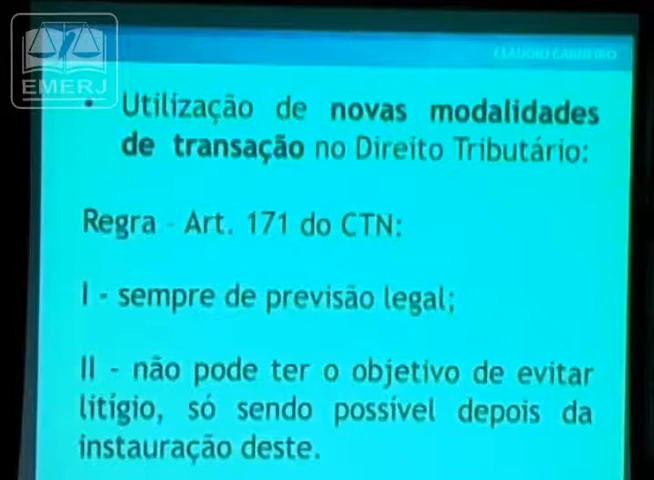 EMERJ
CLAUDIO CARNEIRO
• Utilização de novas modalidades
de transação no Direito Tributário:
Regra - Art. 171 do CTN:
I - sempre de previsão legal;
II - não pode ter o objetivo de evitar
litígio, só sendo possível depois da
instauração deste.